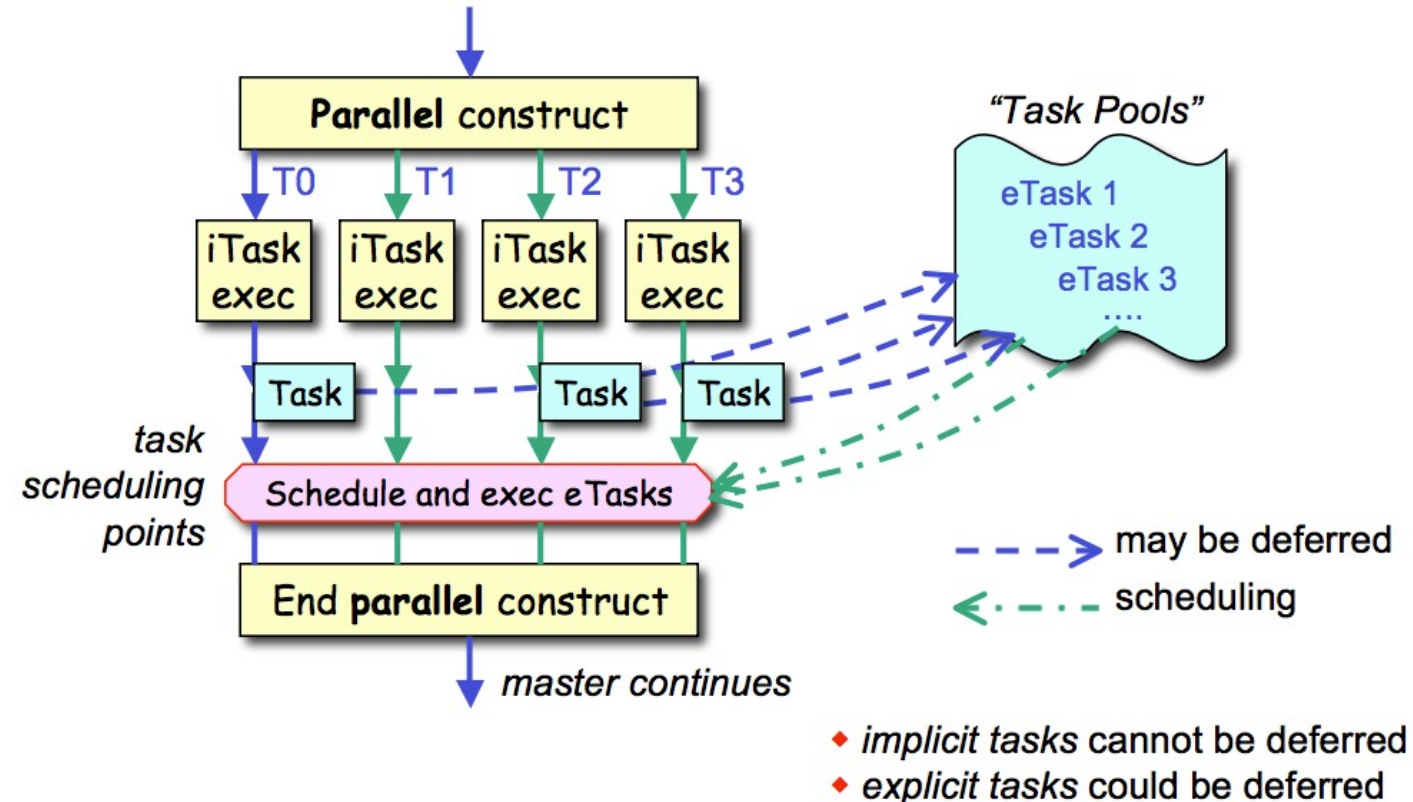 Parallel construct
"Task Pools"
T0 T1 T2 T3
eTask 1
eTask 2
eTask 3
....
iTask exec
iTask exec
iTask exec
iTask exec
Task
Task
Task
task
scheduling
points
Schedule and exec eTasks
may be deferred
scheduling
End parallel construct
master continues
implicit tasks cannot be deferred
explicit tasks could be deferred